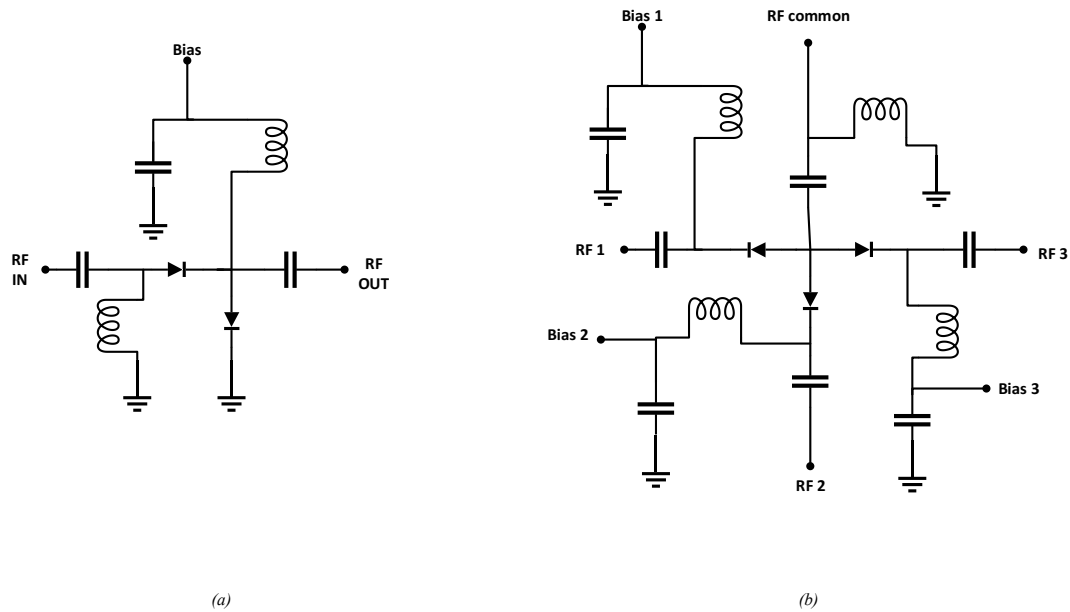 Bias
RF
IN
RF
OUT
(a)
Bias 1
RF common
RF 1
RF 3
Bias 2
Bias 3
RF 2
(b)